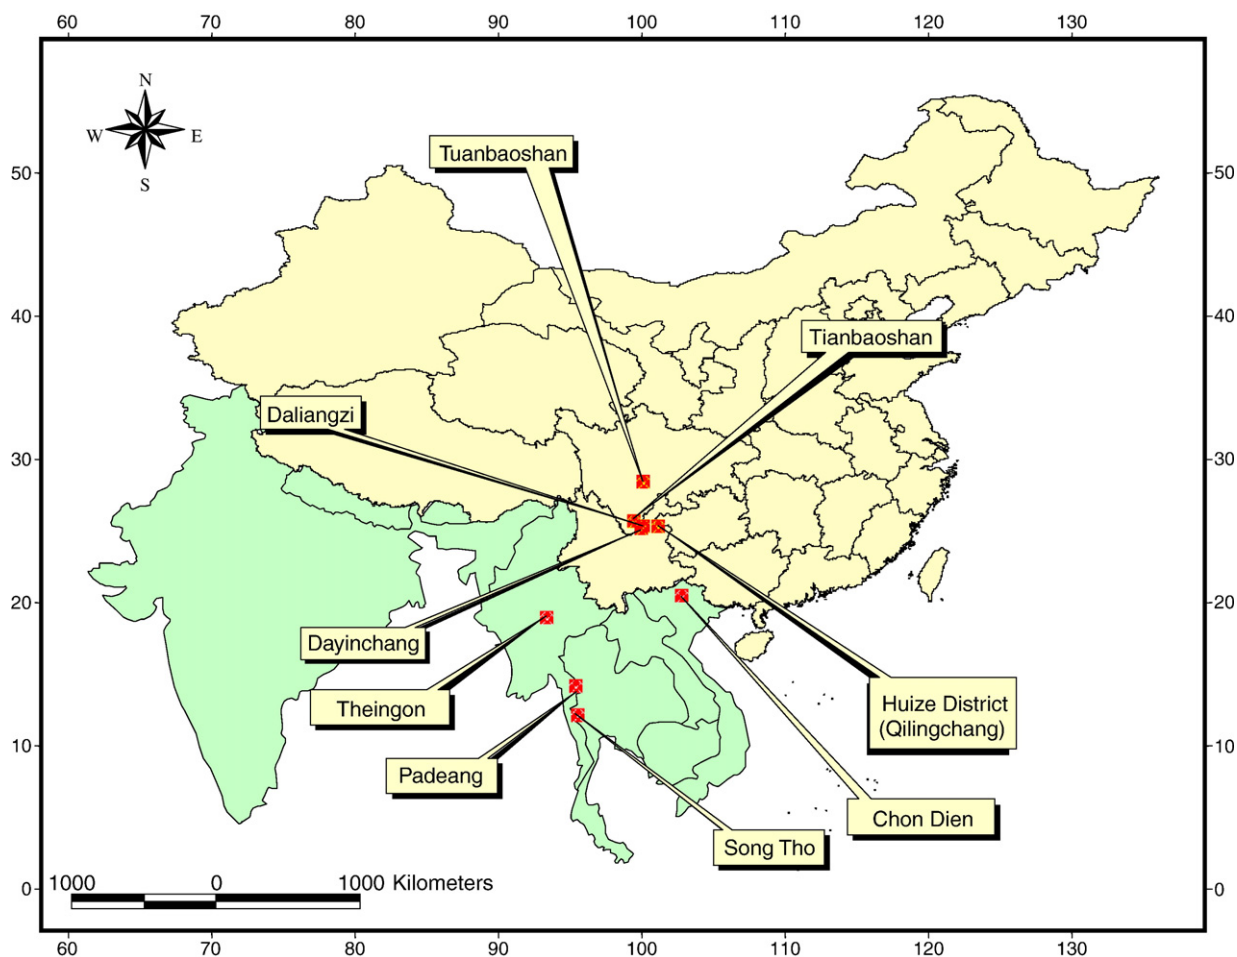 60 70 80 90 100 110 120 130
N
W E
S
Tuanbaoshan
50 50
40 40
Tianbaoshan
Daliangzi
30 30
20 20
Dayinchang
Theingon
Huize District
(Qilingchang)
10 10
Padeang
Chon Dien
Song Tho
0 0
1000 0 1000 Kilometers
60 70 80 90 100 110 120 130